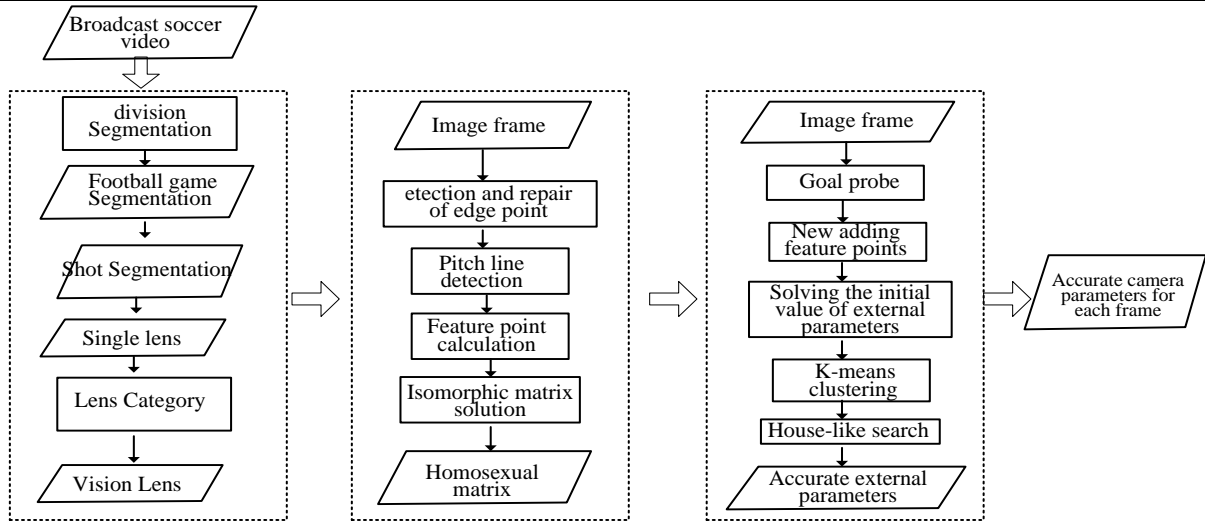 Broadcast soccer
video
division
Segmentation
Football game
Segmentation
Shot Segmentation
Single lens
Lens Category
Vision Lens
Image frame
etection and repair
of edge point
Pitch line
detection
Feature point
calculation
Isomorphic matrix
solution
Homosexual
matrix
Image frame
Goal probe
New adding
feature points
Solving the initial
value of external
parameters
K-means
clustering
House-like search
Accurate external
parameters
Accurate camera
parameters for
each frame